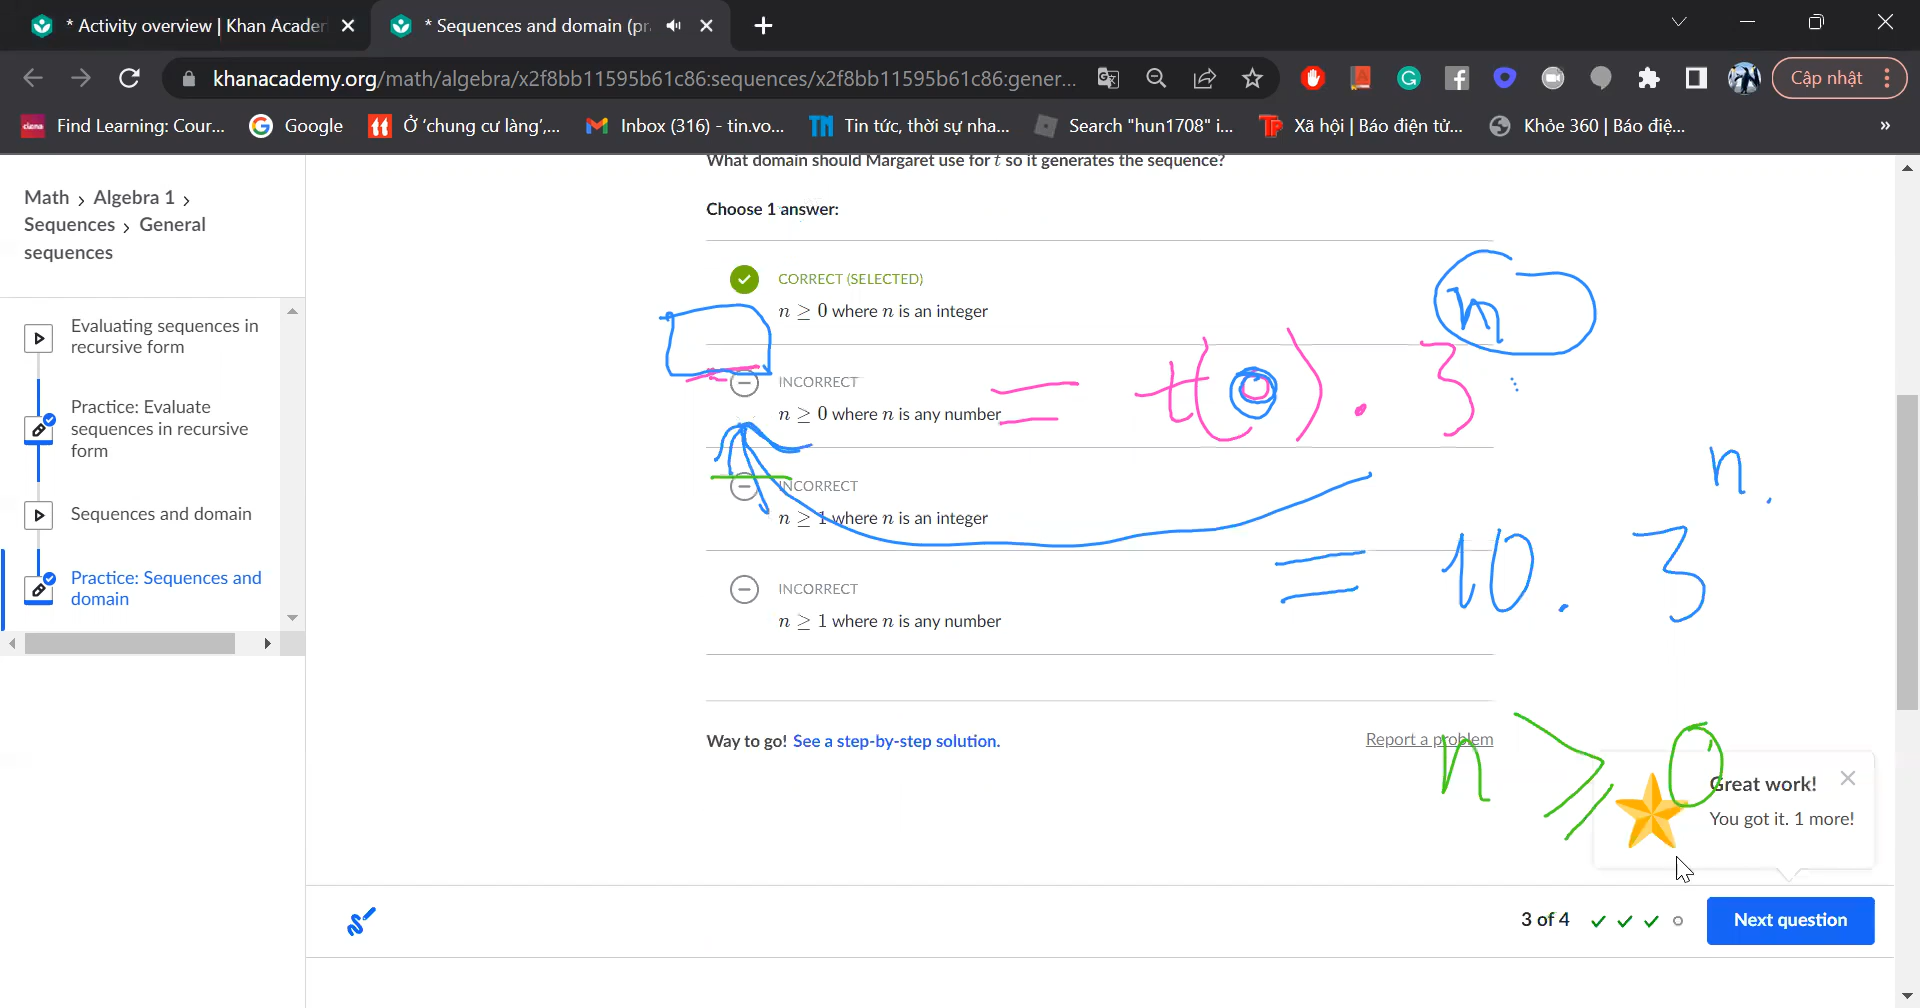 * Activity overview | Khan Acader
* Sequences and domain (pr
khanacademy.org/math/algebra/x2f8bb11595b61c86:sequences/x2f8bb11595b61c86:gener...
Cập nhật
ciena Find Learning: Cour...
Google
tt Ở 'chung cư làng',...
Inbox (316) - tin.vo...
TN Tin tức, thời sự nha...
Search "hun1708" i...
TP Xã hội | Báo điện tử...
Khỏe 360 | Báo điệ...
»
Math › Algebra 1 ›
Sequences › General
sequences
Evaluating sequences in
recursive form
Practice: Evaluate
sequences in recursive
form
Sequences and domain
Practice: Sequences and
domain
What domain should Margaret use for t so it generates the sequence?
Choose 1 answer:
CORRECT (SELECTED)
n ≥ 0 where n is an integer
INCORRECT
n ≥ 0 where n is any number
INCORRECT
n ≥ 1 where n is an integer
INCORRECT
n ≥ 1 where n is any number
n
= t(0) . 3
n .
= 10 . 3
n ≥ 0
Way to go! See a step-by-step solution.
Report a problem
Great work!
You got it. 1 more!
3 of 4
Next question